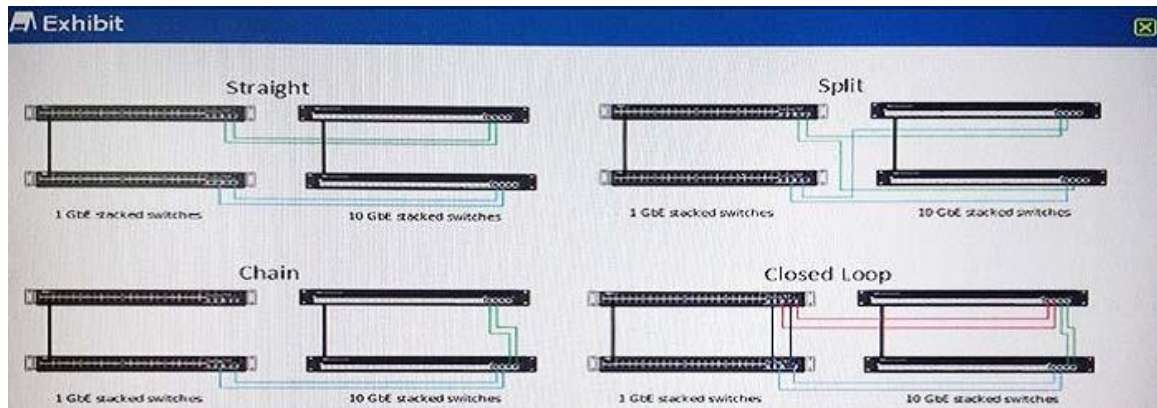 Exhibit
Straight
Split
1 GbE stacked switches
10 GbE stacked switches
1 GbE stacked switches
10 GbE stacked switches
Chain
Closed Loop
1 GbE stacked switches
10 GbE stacked switches
1 GbE stacked switches
10 GbE stacked switches